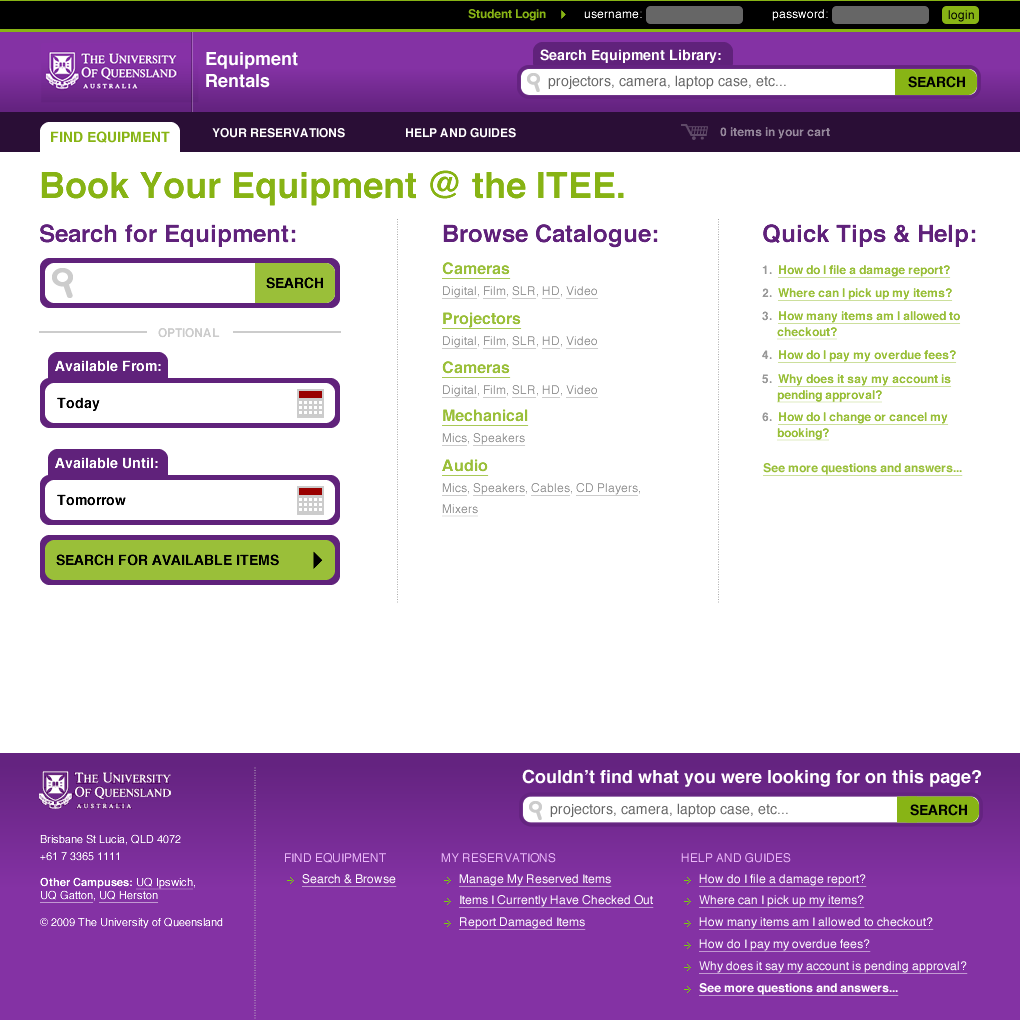 Student Login
username:
password:
login
THE UNIVERSITY
OF QUEENSLAND
AUSTRALIA
Equipment
Rentals
Search Equipment Library:
projectors, camera, laptop case, etc...
SEARCH
FIND EQUIPMENT
YOUR RESERVATIONS
HELP AND GUIDES
0 items in your cart
Book Your Equipment @ the ITEE.
Search for Equipment:
SEARCH
OPTIONAL
Available From:
Today
Available Until:
Tomorrow
SEARCH FOR AVAILABLE ITEMS
Browse Catalogue:
Cameras
Digital, Film, SLR, HD, Video
Projectors
Digital, Film, SLR, HD, Video
Cameras
Digital, Film, SLR, HD, Video
Mechanical
Mics, Speakers
Audio
Mics, Speakers, Cables, CD Players,
Mixers
Quick Tips & Help:
1. How do I file a damage report?
2. Where can I pick up my items?
3. How many items am I allowed to
checkout?
4. How do I pay my overdue fees?
5. Why does it say my account is
pending approval?
6. How do I change or cancel my
booking?
See more questions and answers...
THE UNIVERSITY
OF QUEENSLAND
AUSTRALIA
Brisbane St Lucia, QLD 4072
+61 7 3365 1111
Other Campuses: UQ Ipswich,
UQ Gatton, UQ Herston
© 2009 The University of Queensland
Couldn't find what you were looking for on this page?
projectors, camera, laptop case, etc...
SEARCH
FIND EQUIPMENT
Search & Browse
MY RESERVATIONS
Manage My Reserved Items
Items I Currently Have Checked Out
Report Damaged Items
HELP AND GUIDES
How do I file a damage report?
Where can I pick up my items?
How many items am I allowed to checkout?
How do I pay my overdue fees?
Why does it say my account is pending approval?
See more questions and answers...